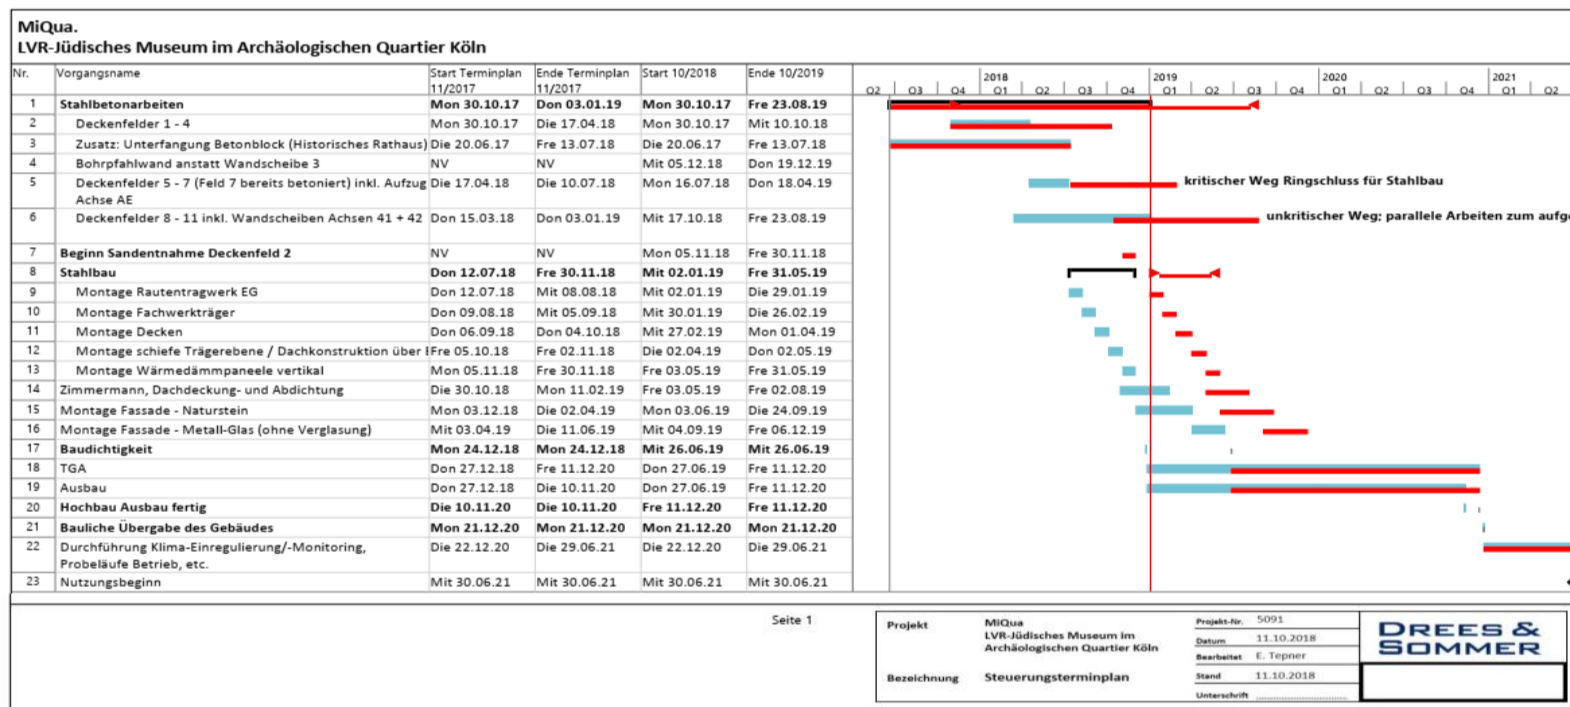 MiQua.
LVR-Jüdisches Museum im Archäologischen Quartier Köln
Nr. Vorgangsname Start Terminplan 11/2017 Ende Terminplan 11/2017 Start 10/2018 Ende 10/2019
2018 2019 2020 2021
Q2 Q3 Q4 Q1 Q2 Q3 Q4 Q1 Q2 Q3 Q4 Q1 Q2 Q3 Q4 Q1 Q2
1 Stahlbetonarbeiten Mon 30.10.17 Don 03.01.19 Mon 30.10.17 Fre 23.08.19
2 Deckenfelder 1 - 4 Mon 30.10.17 Die 17.04.18 Mon 30.10.17 Mit 10.10.18
3 Zusatz: Unterfangung Betonblock (Historisches Rathaus) Die 20.06.17 Fre 13.07.18 Die 20.06.17 Fre 13.07.18
4 Bohrpfahlwand anstatt Wandscheibe 3 NV NV Mit 05.12.18 Don 19.12.19
5 Deckenfelder 5 - 7 (Feld 7 bereits betoniert) inkl. Aufzug Die 17.04.18 Die 10.07.18 Mon 16.07.18 Don 18.04.19 kritischer Weg Ringschluss für Stahlbau
Achse AE
6 Deckenfelder 8 - 11 inkl. Wandscheiben Achsen 41 + 42 Don 15.03.18 Don 03.01.19 Mit 17.10.18 Fre 23.08.19 unkritischer Weg; parallele Arbeiten zum aufge
7 Beginn Sandentnahme Deckenfeld 2 NV NV Mon 05.11.18 Fre 30.11.18
8 Stahlbau Don 12.07.18 Fre 30.11.18 Mit 02.01.19 Fre 31.05.19
9 Montage Rautentragwerk EG Don 12.07.18 Mit 08.08.18 Mit 02.01.19 Die 29.01.19
10 Montage Fachwerkträger Don 09.08.18 Mit 05.09.18 Mit 30.01.19 Die 26.02.19
11 Montage Decken Don 06.09.18 Don 04.10.18 Mit 27.02.19 Mon 01.04.19
12 Montage schiefe Trägerebene / Dachkonstruktion über Fre 05.10.18 Fre 02.11.18 Die 02.04.19 Don 02.05.19
13 Montage Wärmedämmpaneele vertikal Mon 05.11.18 Fre 30.11.18 Fre 03.05.19 Fre 31.05.19
14 Zimmermann, Dachdeckung- und Abdichtung Die 30.10.18 Mon 11.02.19 Fre 03.05.19 Fre 02.08.19
15 Montage Fassade - Naturstein Mon 03.12.18 Die 02.04.19 Mon 03.06.19 Die 24.09.19
16 Montage Fassade - Metall-Glas (ohne Verglasung) Mit 03.04.19 Die 11.06.19 Mit 04.09.19 Fre 06.12.19
17 Baudichtigkeit Mon 24.12.18 Mon 24.12.18 Mit 26.06.19 Mit 26.06.19
18 TGA Don 27.12.18 Fre 11.12.20 Don 27.06.19 Fre 11.12.20
19 Ausbau Don 27.12.18 Die 10.11.20 Don 27.06.19 Fre 11.12.20
20 Hochbau Ausbau fertig Die 10.11.20 Die 10.11.20 Fre 11.12.20 Fre 11.12.20
21 Bauliche Übergabe des Gebäudes Mon 21.12.20 Mon 21.12.20 Mon 21.12.20 Mon 21.12.20
22 Durchführung Klima-Einregulierung/-Monitoring, Die 22.12.20 Die 29.06.21 Die 22.12.20 Die 29.06.21
Probeläufe Betrieb, etc.
23 Nutzungsbeginn Mit 30.06.21 Mit 30.06.21 Mit 30.06.21 Mit 30.06.21
Seite 1
Projekt MiQua
LVR-Jüdisches Museum im
Archäologischen Quartier Köln
Bezeichnung Steuerungsterminplan
Projekt-Nr. 5091
Datum 11.10.2018
Bearbeitet E. Tepner
Stand 11.10.2018
Unterschrift
DREES &
SOMMER